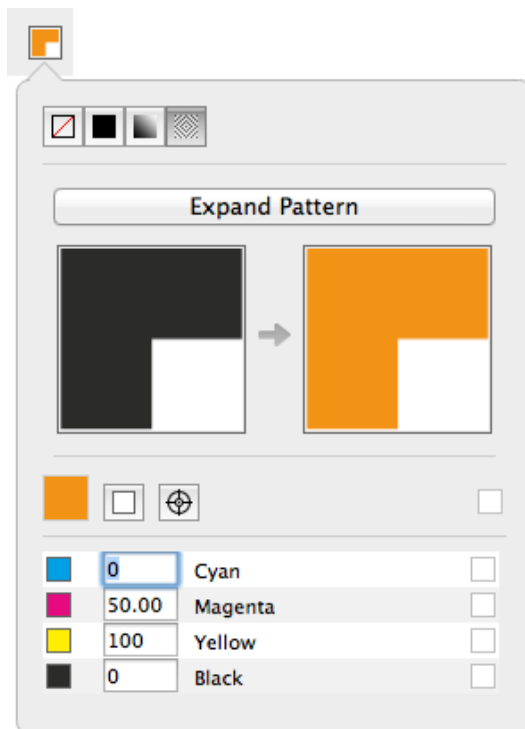 Expand Pattern
0 Cyan
50.00 Magenta
100 Yellow
0 Black